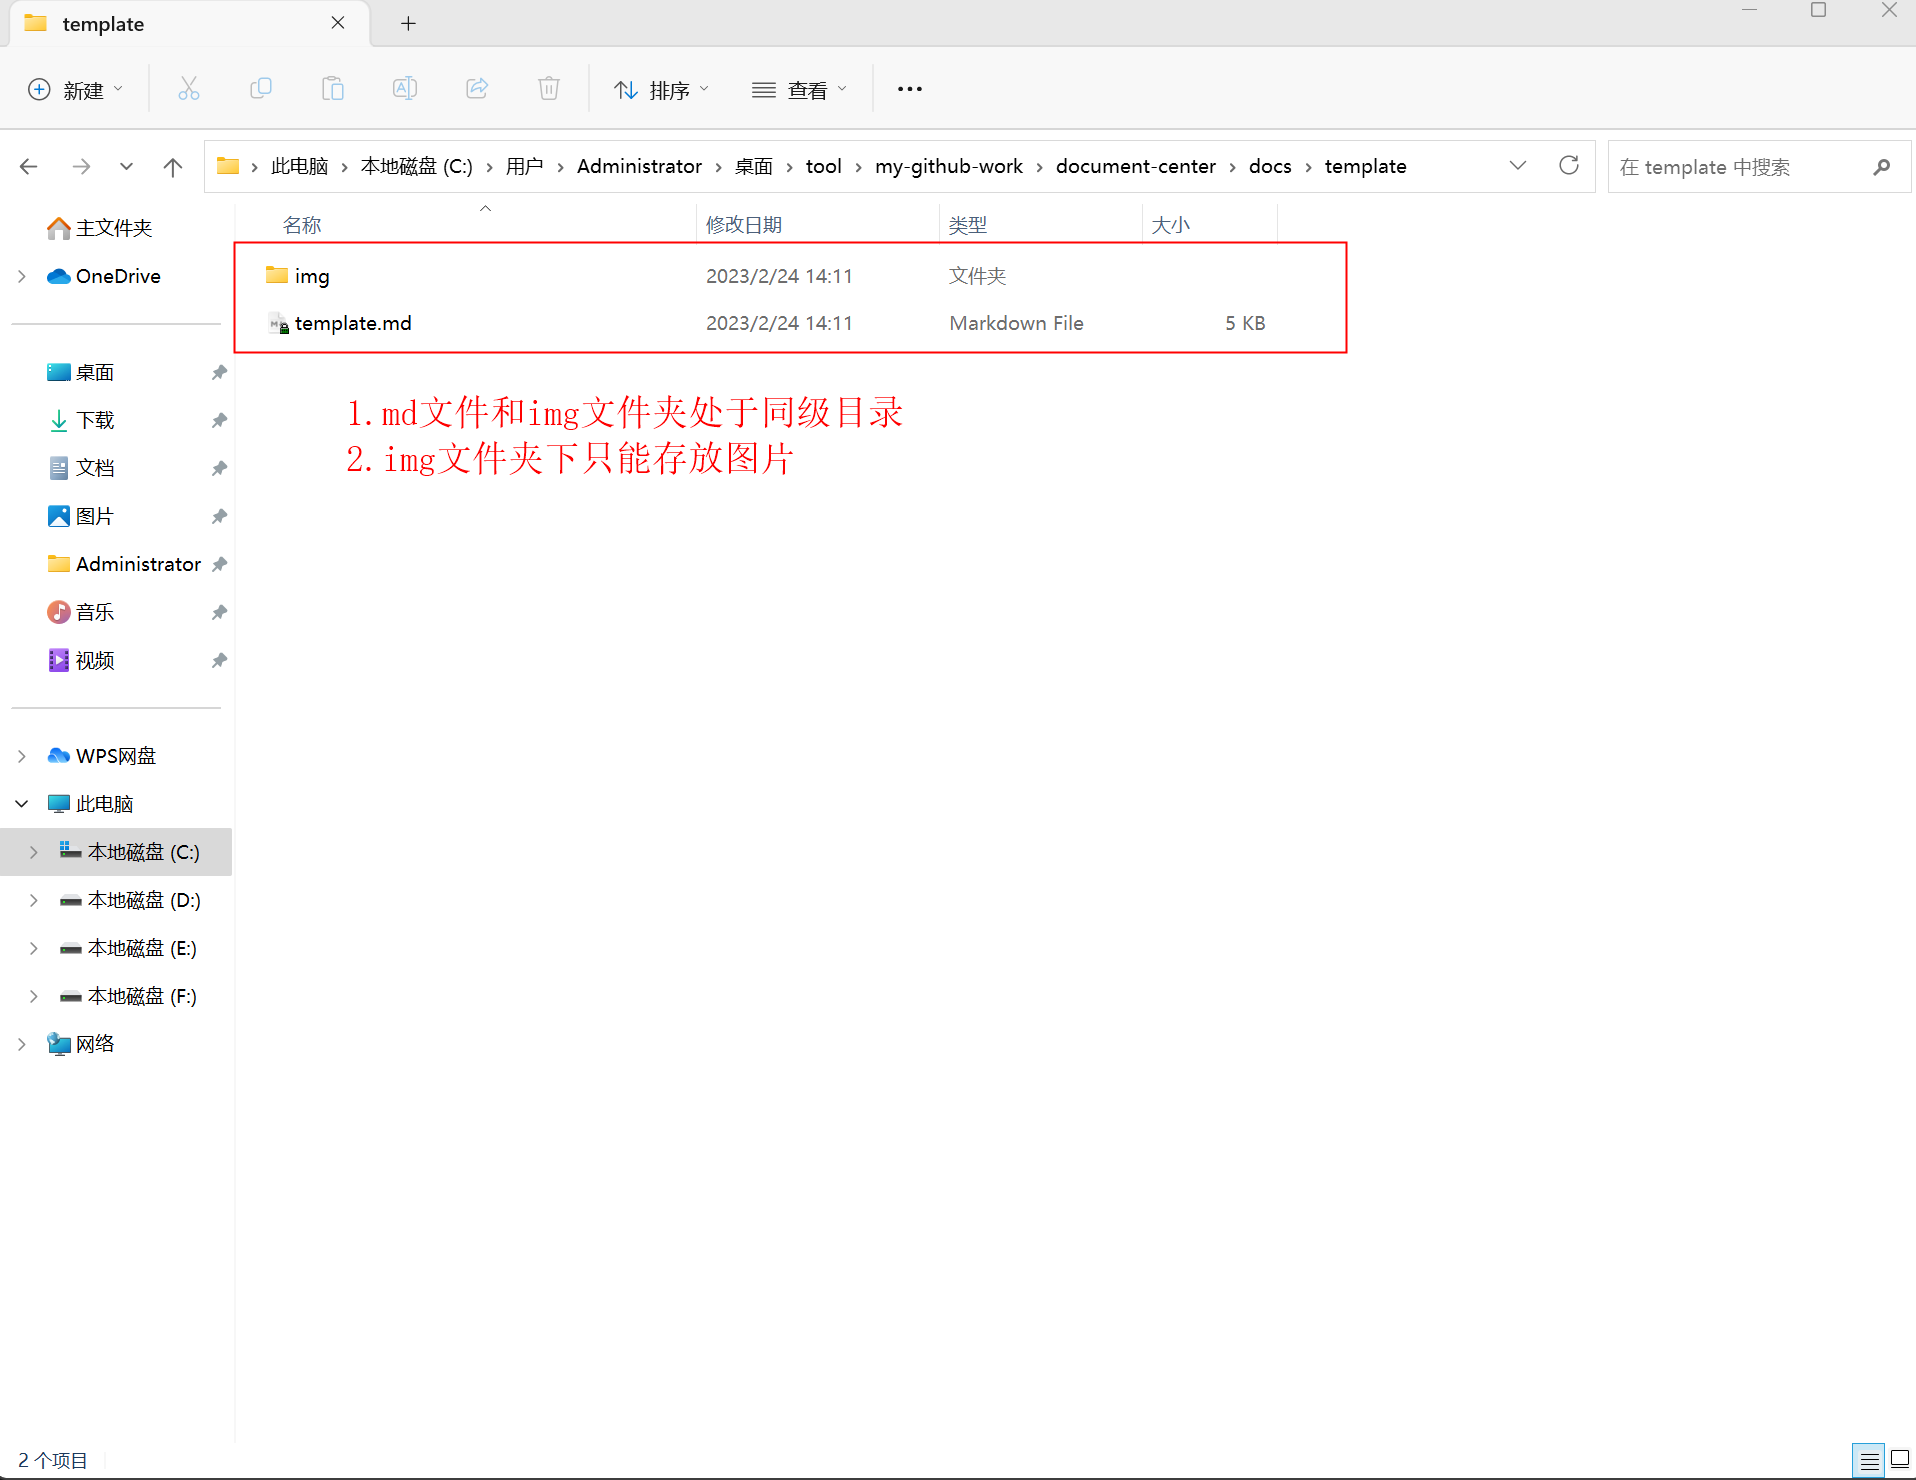 template
新建
排序
查看
此电脑 › 本地磁盘 (C:) › 用户 › Administrator › 桌面 › tool › my-github-work › document-center › docs › template
在 template 中搜索
名称 修改日期 类型 大小
img 2023/2/24 14:11 文件夹
template.md 2023/2/24 14:11 Markdown File 5 KB
1.md文件和img文件夹处于同级目录
2.img文件夹下只能存放图片
主文件夹
OneDrive
桌面
下载
文档
图片
Administrator
音乐
视频
WPS网盘
此电脑
本地磁盘 (C:)
本地磁盘 (D:)
本地磁盘 (E:)
本地磁盘 (F:)
网络
2 个项目